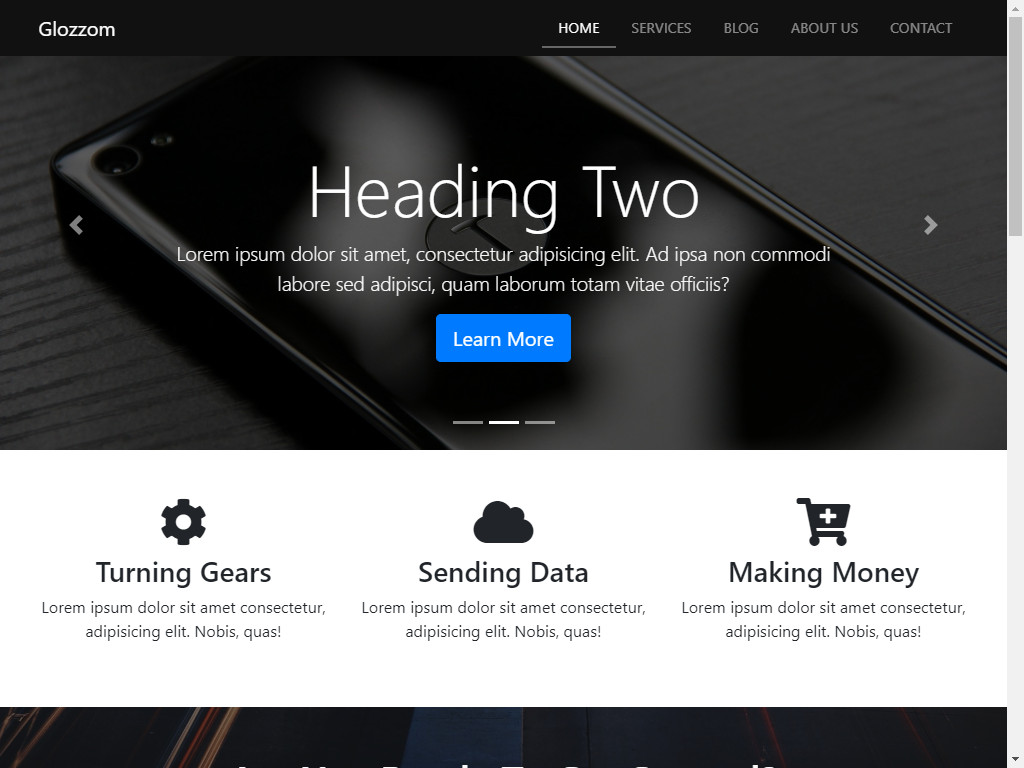 Glozzom
HOME
SERVICES
BLOG
ABOUT US
CONTACT
Heading Two
Lorem ipsum dolor sit amet, consectetur adipisicing elit. Ad ipsa non commodi
labore sed adipisci, quam laborum totam vitae officiis?
Learn More
Turning Gears
Lorem ipsum dolor sit amet consectetur,
adipisicing elit. Nobis, quas!
Sending Data
Lorem ipsum dolor sit amet consectetur,
adipisicing elit. Nobis, quas!
Making Money
Lorem ipsum dolor sit amet consectetur,
adipisicing elit. Nobis, quas!